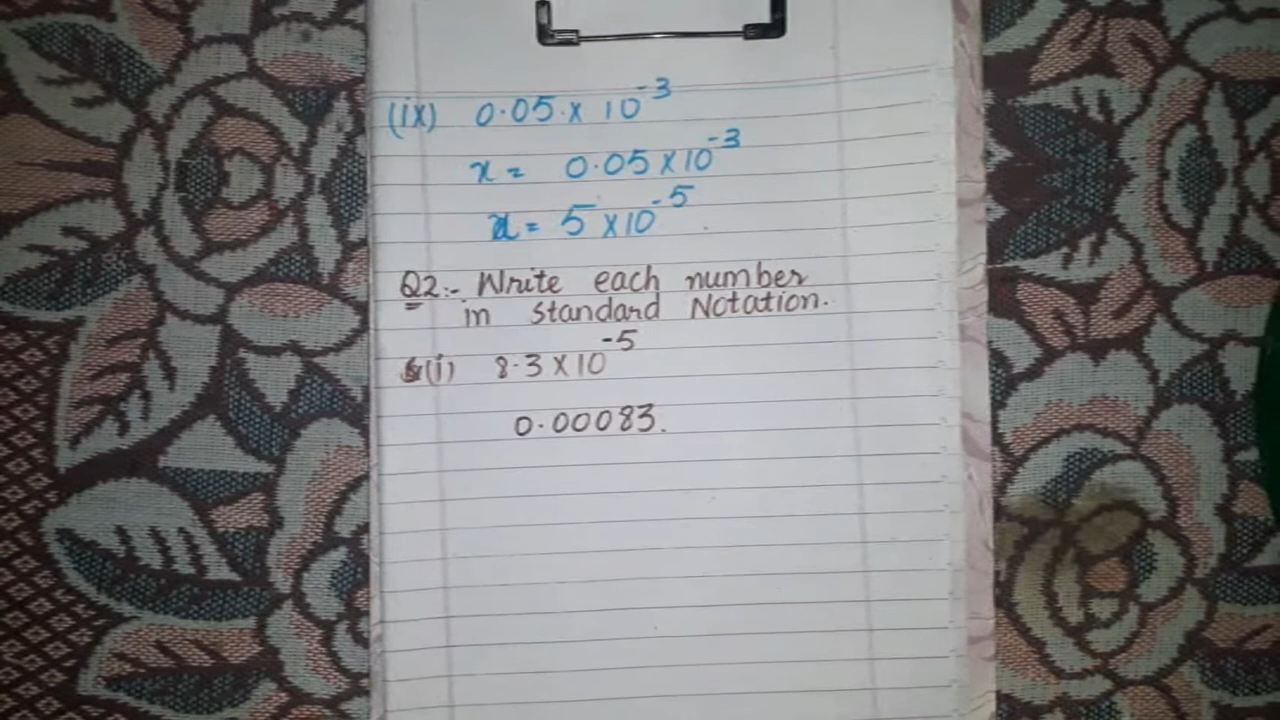 (ix) 0.05 × 10⁻³
x = 0.05 × 10⁻³
x = 5 × 10⁻⁵
Q2:- Write each number
in standard Notation.
(i) 8.3 × 10⁻⁵
0.00083.